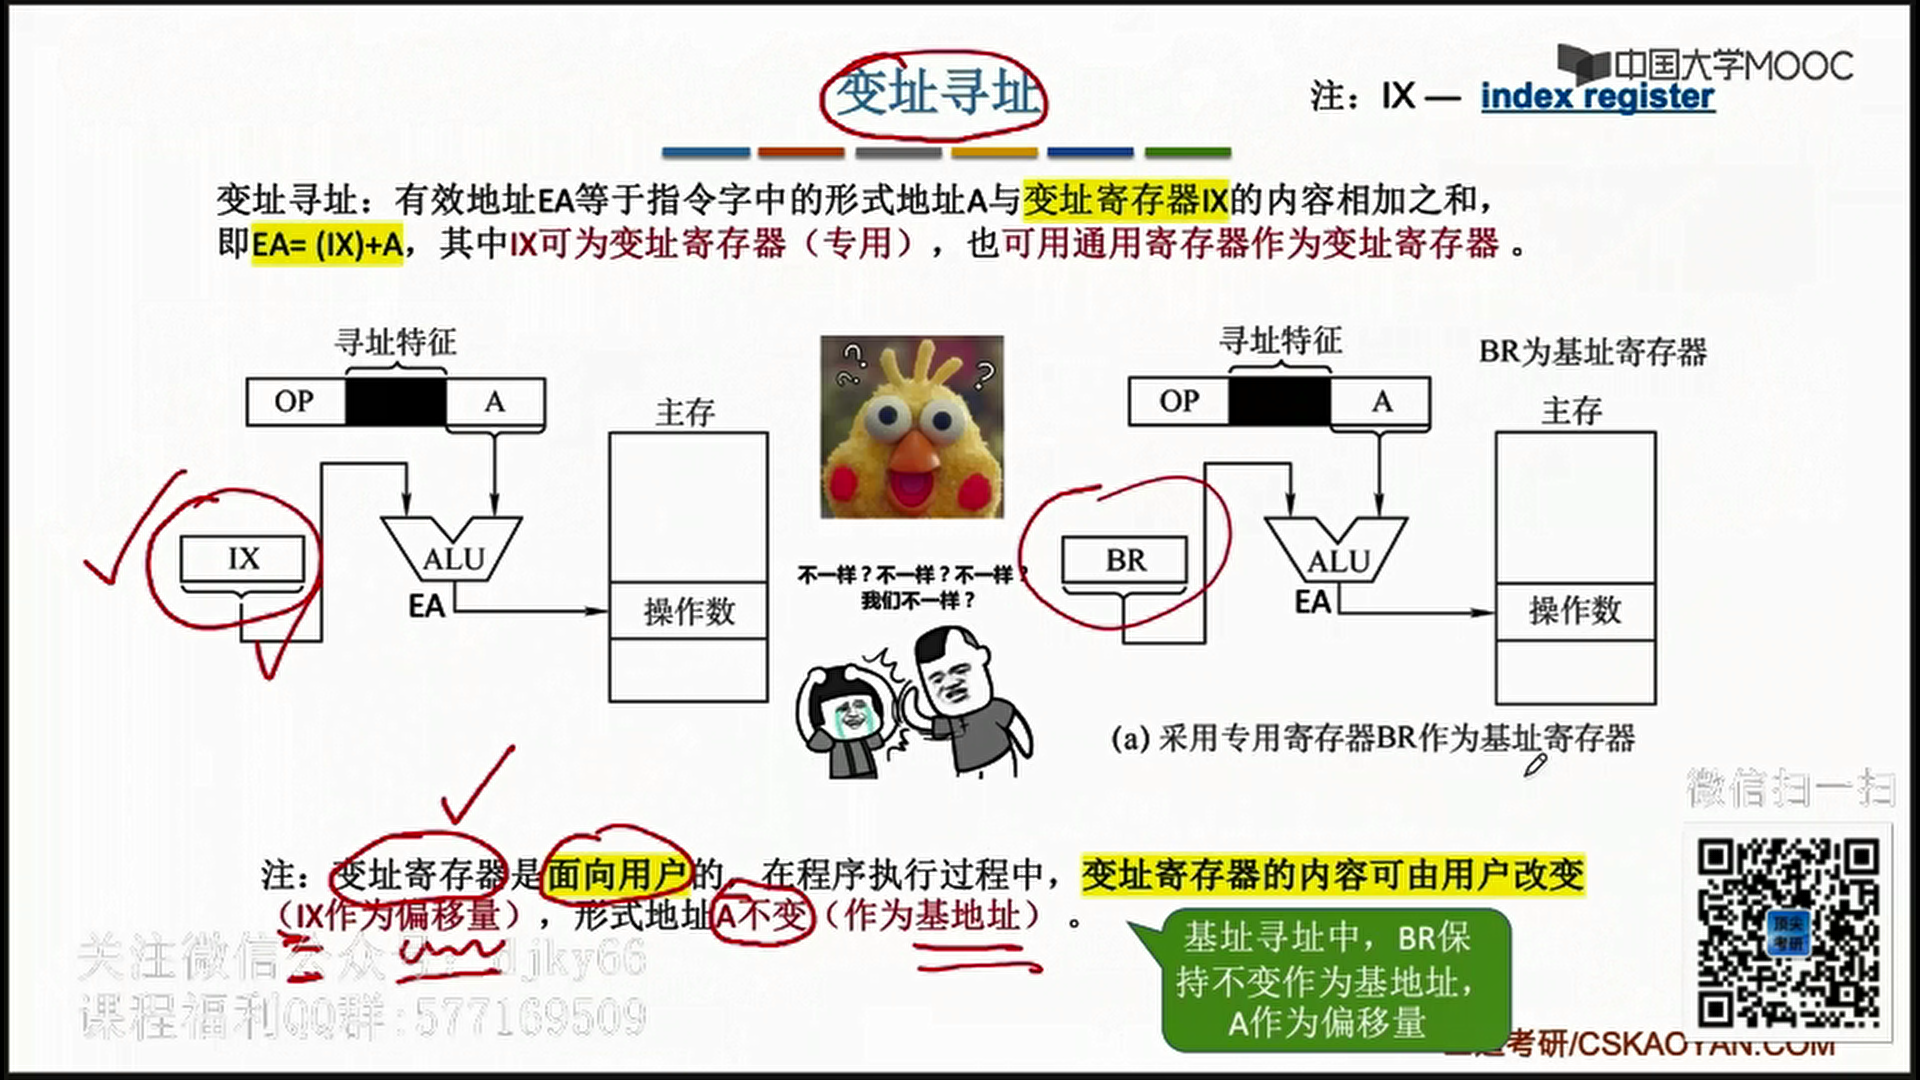 中国大学MOOC
变址寻址
注：IX — index register
变址寻址：有效地址EA等于指令字中的形式地址A与变址寄存器IX的内容相加之和，
即EA= (IX)+A，其中IX可为变址寄存器（专用），也可用通用寄存器作为变址寄存器 。
寻址特征
OP
A
主存
IX
ALU
EA
操作数
? ? ?
不一样？不一样？不一样？
我们不一样？
寻址特征
BR为基址寄存器
OP
A
主存
BR
ALU
EA
操作数
(a) 采用专用寄存器BR作为基址寄存器
微信扫一扫
注：变址寄存器是面向用户的，在程序执行过程中，变址寄存器的内容可由用户改变
（IX作为偏移量），形式地址A不变（作为基地址）。
基址寻址中，BR保
持不变作为基地址，
A作为偏移量
顶尖
考研
关注微信公众号：djky66
课程福利QQ群:577169509
考研/CSKAOYAN.COM